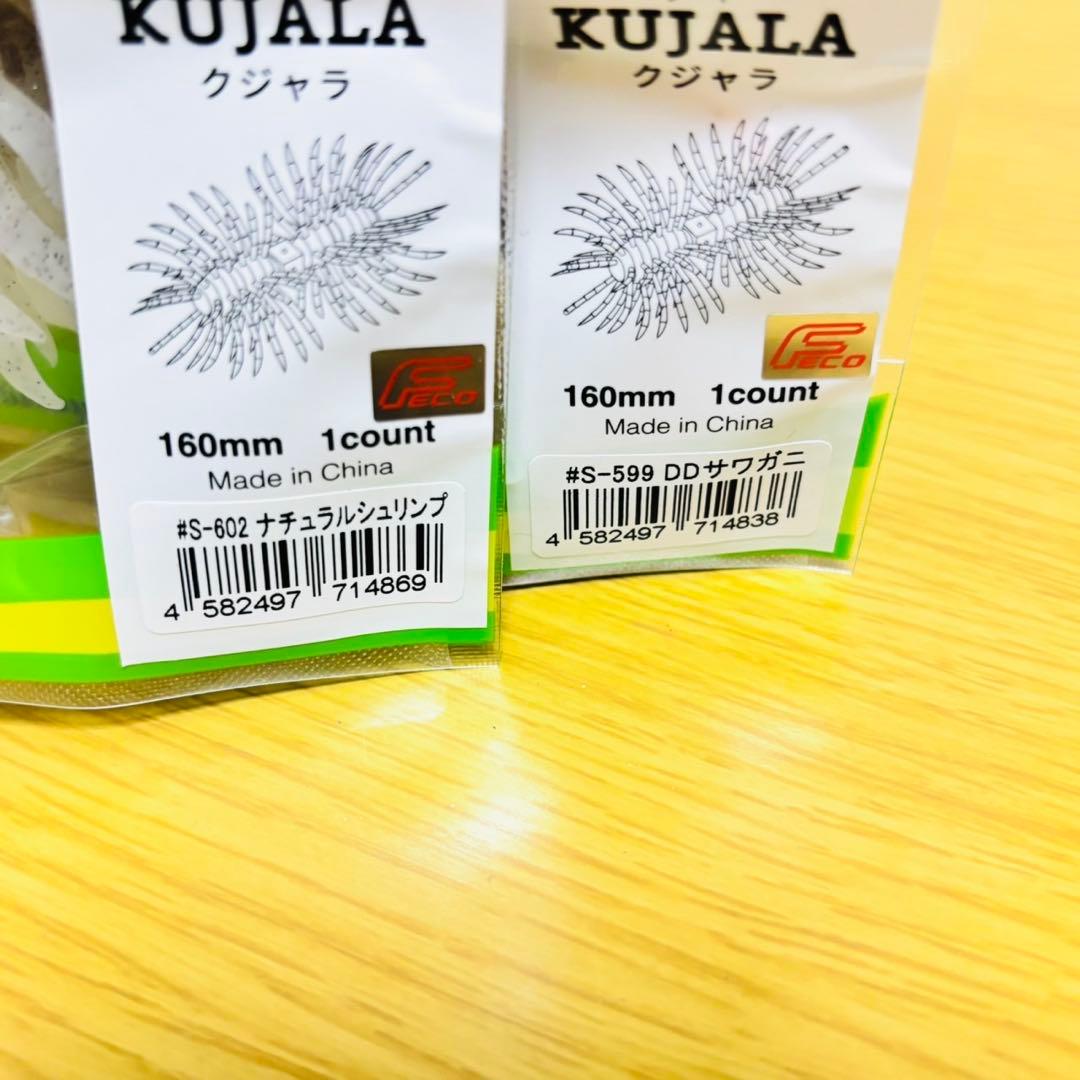 KUJALA
クジャラ
FECO
160mm 1count
Made in China
#S-602 ナチュラルシュリンプ
4 582497 714869
KUJALA
クジャラ
FECO
160mm 1count
Made in China
#S-599 DDサワガニ
4 582497 714838